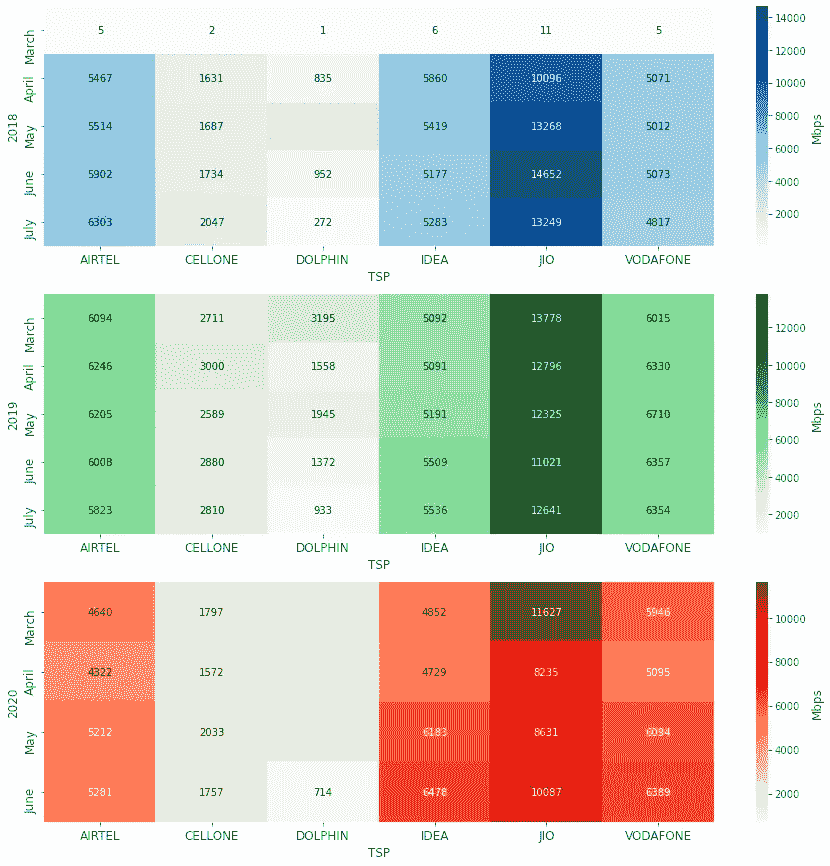 March 5 2 1 6 11 5
April 5467 1631 835 5860 10096 5071
May 5514 1687 5419 13268 5012
June 5902 1734 952 5177 14652 5073
July 6303 2047 272 5283 13249 4817
2018
AIRTEL CELLONE DOLPHIN IDEA JIO VODAFONE
TSP
14000
12000
10000
8000
6000
4000
2000
Mbps
March 6094 2711 3195 5092 13778 6015
April 6246 3000 1558 5091 12796 6330
May 6205 2589 1945 5191 12325 6710
June 6008 2880 1372 5509 11021 6357
July 5823 2810 933 5536 12641 6354
2019
AIRTEL CELLONE DOLPHIN IDEA JIO VODAFONE
TSP
12000
10000
8000
6000
4000
2000
Mbps
March 4640 1797 4852 11627 5946
April 4322 1572 4729 8235 5095
May 5212 2033 6183 8631 6094
June 5281 1757 714 6478 10087 6389
2020
AIRTEL CELLONE DOLPHIN IDEA JIO VODAFONE
TSP
10000
8000
6000
4000
2000
Mbps